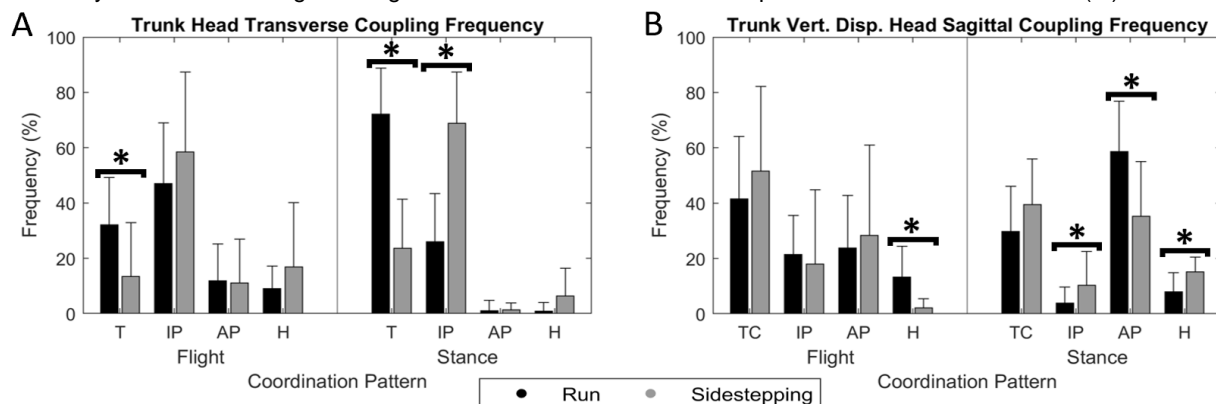 A
Trunk Head Transverse Coupling Frequency
100
80
60
40
20
0
Frequency (%)
*
*
*
T IP AP H
T IP AP H
Flight
Stance
Coordination Pattern
B
Trunk Vert. Disp. Head Sagittal Coupling Frequency
100
80
60
40
20
0
Frequency (%)
*
*
*
*
TC IP AP H
TC IP AP H
Flight
Stance
Coordination Pattern
Run Sidestepping